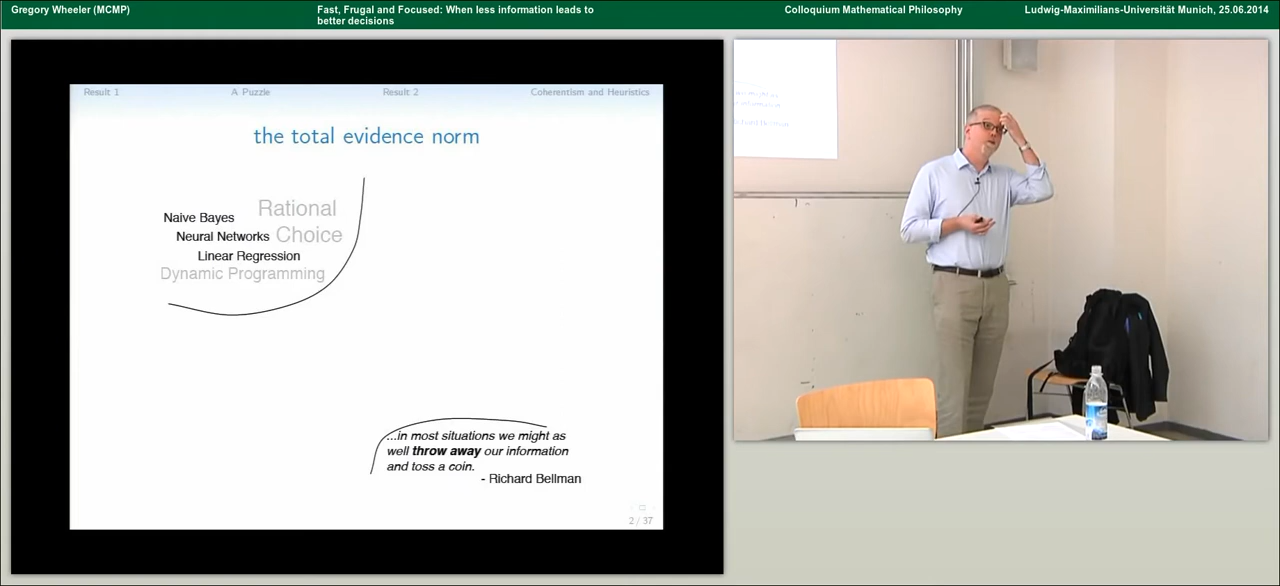 Gregory Wheeler (MCMP)
Fast, Frugal and Focused: When less information leads to
better decisions
Colloquium Mathematical Philosophy
Ludwig-Maximilians-Universität Munich, 25.06.2014
Result 1
A Puzzle
Result 2
Coherentism and Heuristics
the total evidence norm
Rational
Naive Bayes
Neural Networks Choice
Linear Regression
Dynamic Programming
...in most situations we might as
well throw away our information
and toss a coin.
- Richard Bellman
2 / 37